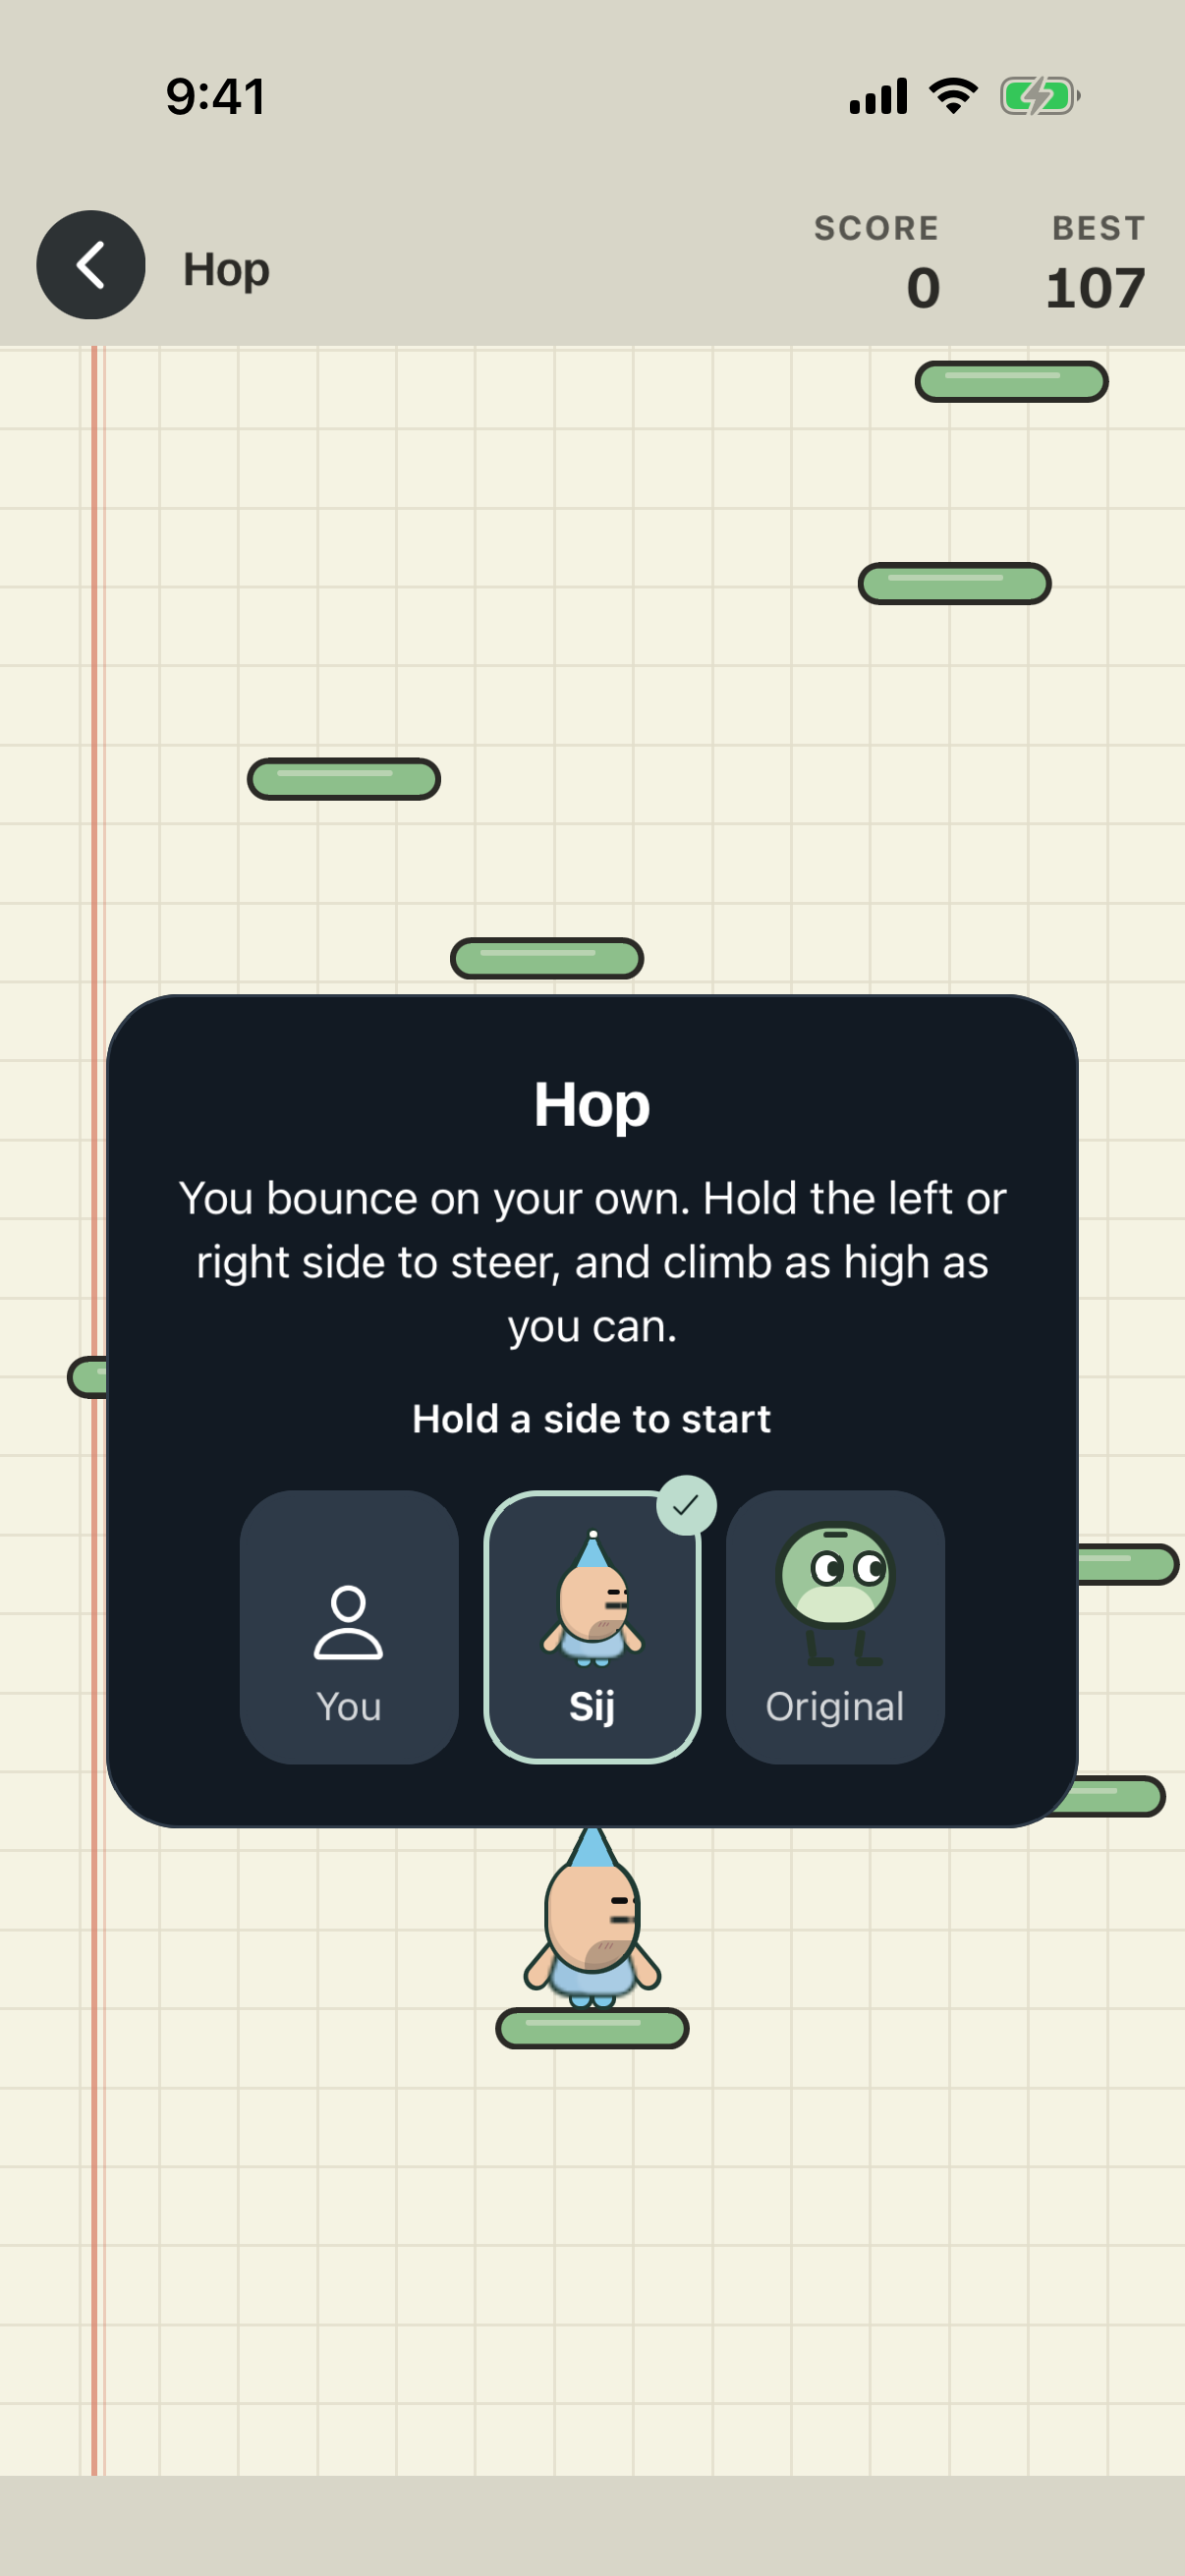 9:41
Hop
SCORE
0
BEST
107
Hop
You bounce on your own. Hold the left or
right side to steer, and climb as high as
you can.
Hold a side to start
You
Sij
Original